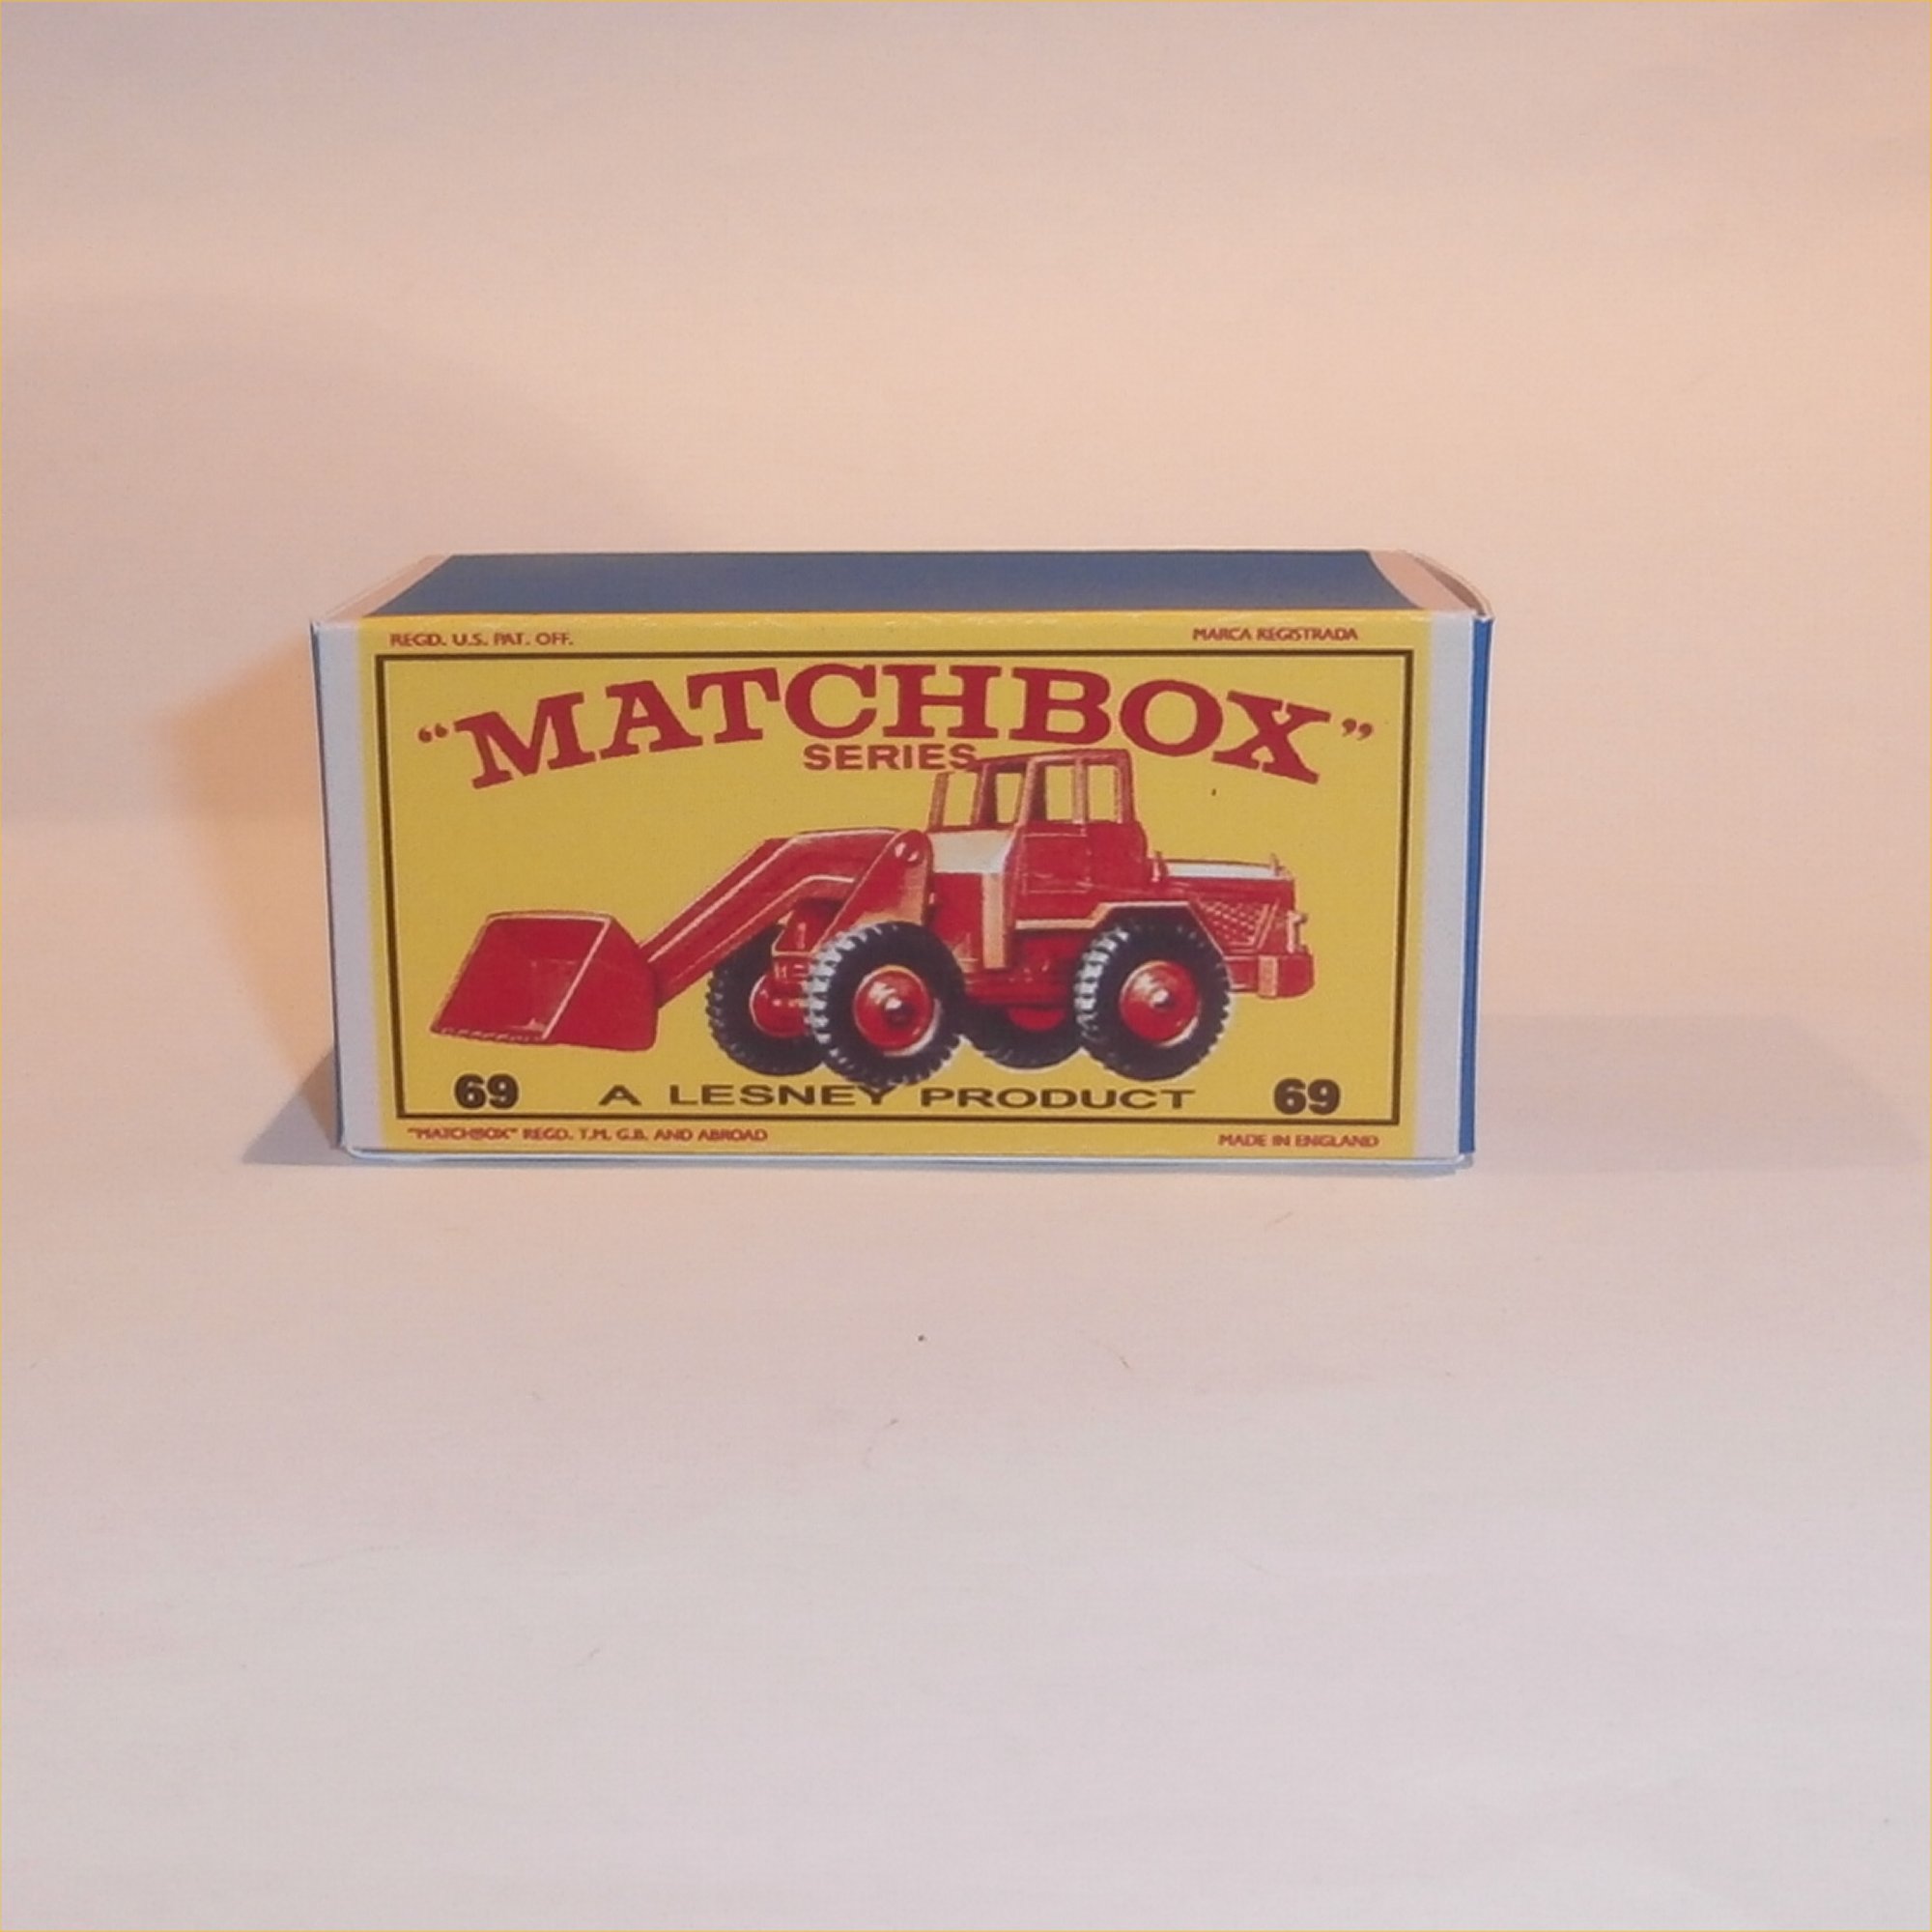 REGD. U.S. PAT. OFF. MARCA REGISTRADA
“MATCHBOX”
SERIES
69 A LESNEY PRODUCT 69
"MATCHBOX" REGD. T.M. G.B. AND ABROAD MADE IN ENGLAND